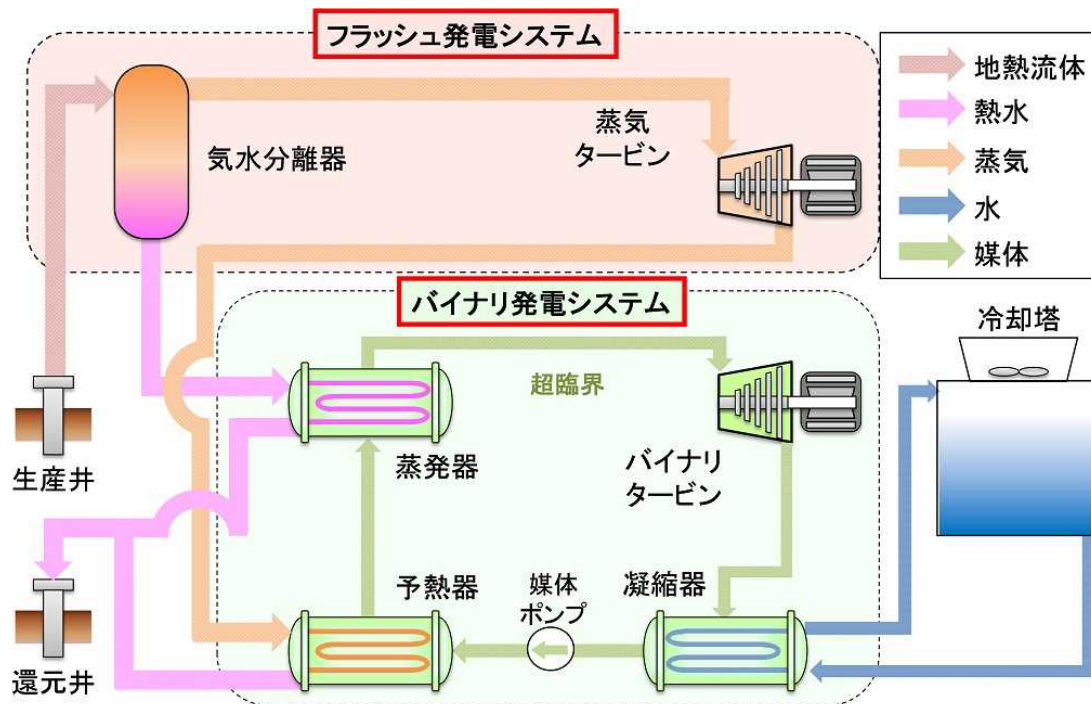 フラッシュ発電システム
地熱流体
熱水
蒸気
水
媒体
気水分離器
蒸気
タービン
バイナリ発電システム
冷却塔
超臨界
生産井
蒸発器
バイナリ
タービン
還元井
予熱器
媒体
ポンプ
凝縮器